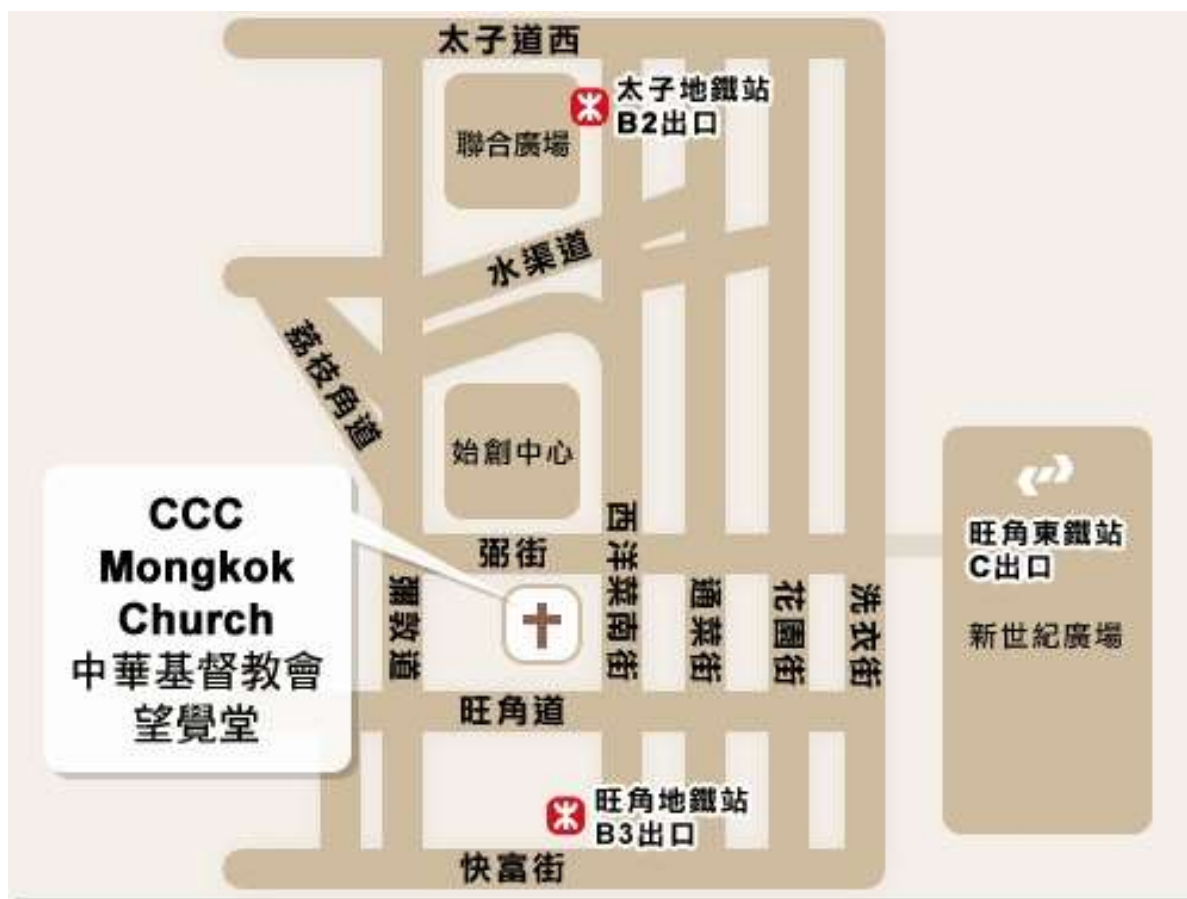 太子道西
太子地鐵站
B2出口
聯合廣場
水渠道
荔枝角道
始創中心
CCC
Mongkok
Church
中華基督教會
望覺堂
弼街
西洋菜南街
彌敦道
通菜街
花園街
洗衣街
旺角東鐵站
C出口
新世紀廣場
旺角道
旺角地鐵站
B3出口
快富街